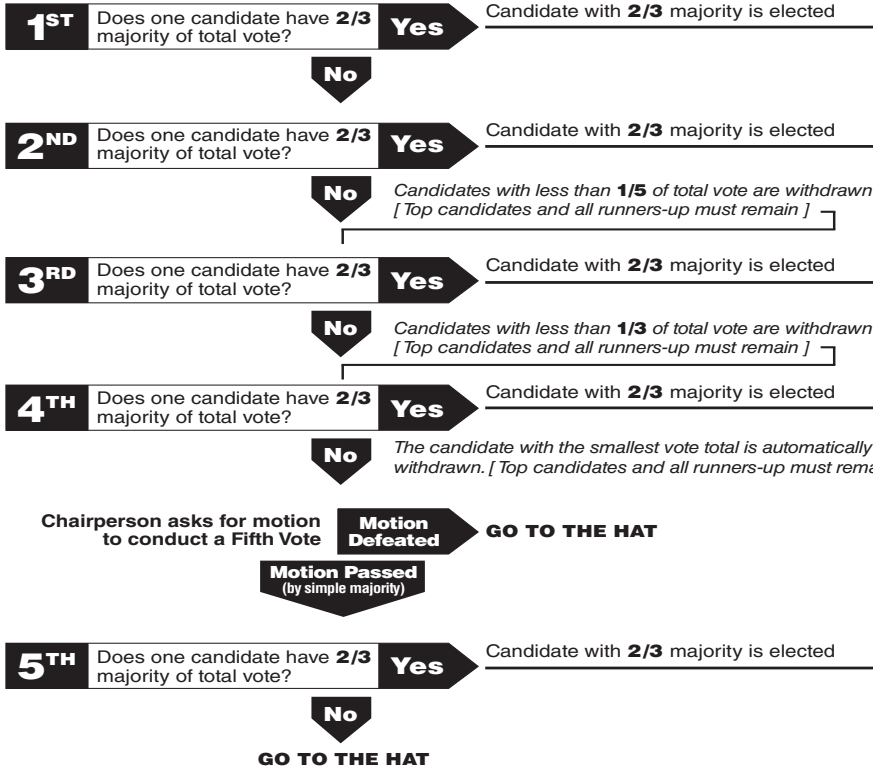 1ST Does one candidate have 2/3 majority of total vote? Yes Candidate with 2/3 majority is elected
No
2ND Does one candidate have 2/3 majority of total vote? Yes Candidate with 2/3 majority is elected
No
Candidates with less than 1/5 of total vote are withdrawn
[ Top candidates and all runners-up must remain ]
3RD Does one candidate have 2/3 majority of total vote? Yes Candidate with 2/3 majority is elected
No
Candidates with less than 1/3 of total vote are withdrawn
[ Top candidates and all runners-up must remain ]
4TH Does one candidate have 2/3 majority of total vote? Yes Candidate with 2/3 majority is elected
No
The candidate with the smallest vote total is automatically
withdrawn. [ Top candidates and all runners-up must
Chairperson asks for motion
to conduct a Fifth Vote
Motion
Defeated
GO TO THE HAT
Motion Passed
(by simple majority)
5TH Does one candidate have 2/3 majority of total vote? Yes Candidate with 2/3 majority is elected
No
GO TO THE HAT